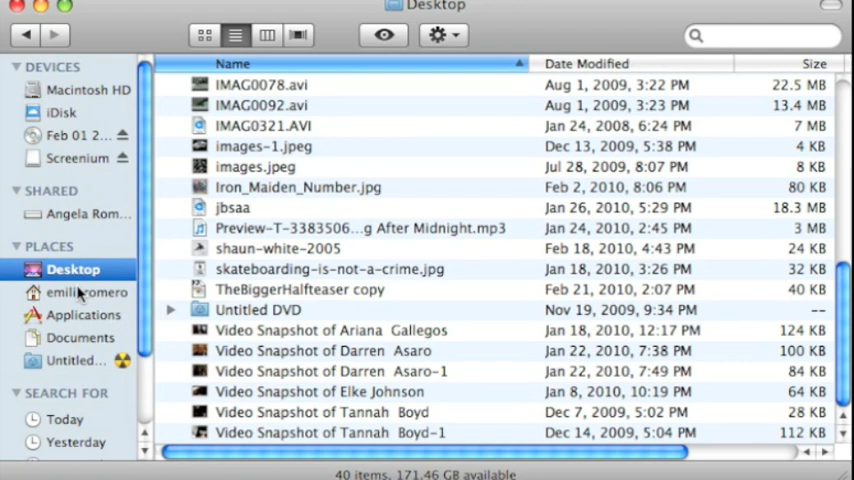 Desktop
Name Date Modified Size
DEVICES
Macintosh HD
iDisk
Feb 01 2...
Screenium
SHARED
Angela Rom...
PLACES
Desktop
Applications
Documents
Untitled...
SEARCH FOR
Today
Yesterday
IMAG0078.avi Aug 1, 2009, 3:22 PM 22.5 MB
IMAG0092.avi Aug 1, 2009, 3:23 PM 13.4 MB
IMAG0321.AVI Jan 24, 2008, 6:24 PM 7 MB
images-1.jpeg Dec 13, 2009, 5:38 PM 4 KB
images.jpeg Jul 28, 2009, 8:07 PM 8 KB
Iron_Maiden_Number.jpg Feb 2, 2010, 8:06 PM 80 KB
jbsaa Jan 26, 2010, 5:29 PM 18.3 MB
Preview-T-3383506...g After Midnight.mp3 Jan 24, 2010, 2:45 PM 3 MB
shaun-white-2005 Feb 18, 2010, 4:43 PM 24 KB
skateboarding-is-not-a-crime.jpg Jan 18, 2010, 3:26 PM 32 KB
TheBiggerHalfteaser copy Feb 21, 2010, 2:07 PM 40 KB
Untitled DVD Nov 19, 2009, 9:34 PM --
Video Snapshot of Ariana Gallegos Jan 18, 2010, 12:17 PM 124 KB
Video Snapshot of Darren Asaro Jan 22, 2010, 7:38 PM 100 KB
Video Snapshot of Darren Asaro-1 Jan 22, 2010, 7:49 PM 84 KB
Video Snapshot of Elke Johnson Jan 8, 2010, 10:19 PM 64 KB
Video Snapshot of Tannah Boyd Dec 7, 2009, 5:02 PM 28 KB
Video Snapshot of Tannah Boyd-1 Dec 14, 2009, 5:04 PM 112 KB
40 items, 171.46 GB available